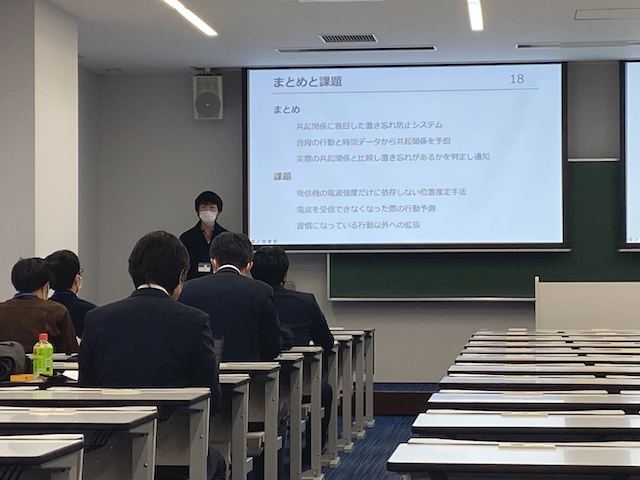 まとめと課題
18
まとめ
共起関係に着目した置き忘れ防止システム
普段の行動と時間データから共起関係を予想
実際の共起関係と比較し置き忘れがあるかを判定し通知
課題
発信機の電波強度だけに依存しない位置推定手法
電波を受信できなくなった際の行動予測
習慣になっている行動以外への拡張